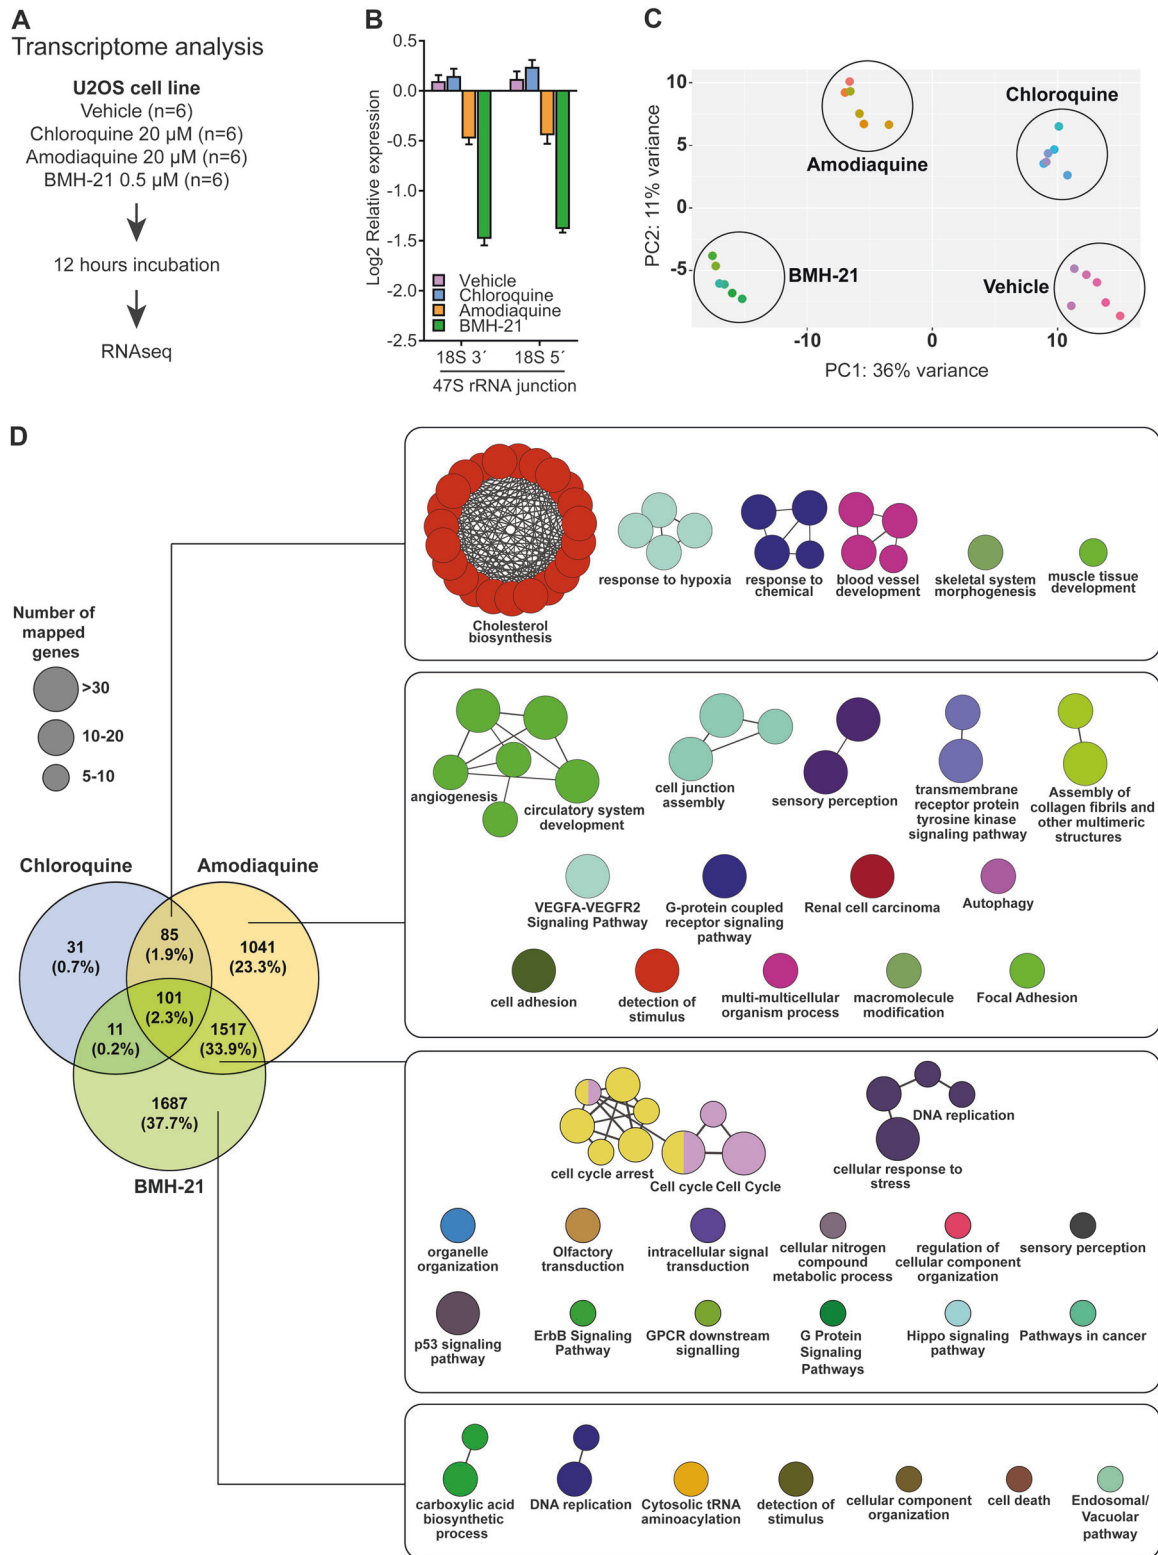 A
Transcriptome analysis
U2OS cell line
Vehicle (n=6)
Chloroquine 20 µM (n=6)
Amodiaquine 20 µM (n=6)
BMH-21 0.5 µM (n=6)
12 hours incubation
RNAseq
B
Log2 Relative expression
0.5
0.0
-0.5
-1.0
-1.5
-2.0
-2.5
Vehicle
Chloroquine
Amodiaquine
BMH-21
18S 3´
18S 5´
47S rRNA junction
C
PC2: 11% variance
10
5
0
-5
Amodiaquine
Chloroquine
BMH-21
Vehicle
-10
0
10
PC1: 36% variance
D
Number of
mapped
genes
>30
10-20
5-10
Chloroquine
Amodiaquine
BMH-21
31
(0.7%)
85
(1.9%)
1041
(23.3%)
101
(2.3%)
11
(0.2%)
1517
(33.9%)
1687
(37.7%)
Cholesterol
biosynthesis
response to hypoxia
response to
chemical
blood vessel
development
skeletal system
morphogenesis
muscle tissue
development
angiogenesis
circulatory system
development
cell junction
assembly
sensory perception
transmembrane
receptor protein
tyrosine kinase
signaling pathway
Assembly of
collagen fibrils and
other multimeric
structures
VEGFA-VEGFR2
Signaling Pathway
G-protein coupled
receptor signaling
pathway
Renal cell carcinoma
Autophagy
cell adhesion
detection of
stimulus
multi-multicellular
organism process
macromolecule
modification
Focal Adhesion
cell cycle arrest
Cell cycle
Cell Cycle
DNA replication
cellular response to
stress
organelle
organization
Olfactory
transduction
intracellular signal
transduction
cellular nitrogen
compound
metabolic process
regulation of
cellular component
organization
sensory perception
p53 signaling
pathway
ErbB Signaling
Pathway
GPCR downstream
signalling
G Protein
Signaling
Pathways
Hippo signaling
pathway
Pathways in cancer
carboxylic acid
biosynthetic
process
DNA replication
Cytosolic tRNA
aminoacylation
detection of
stimulus
cellular component
organization
cell death
Endosomal/
Vacuolar
pathway